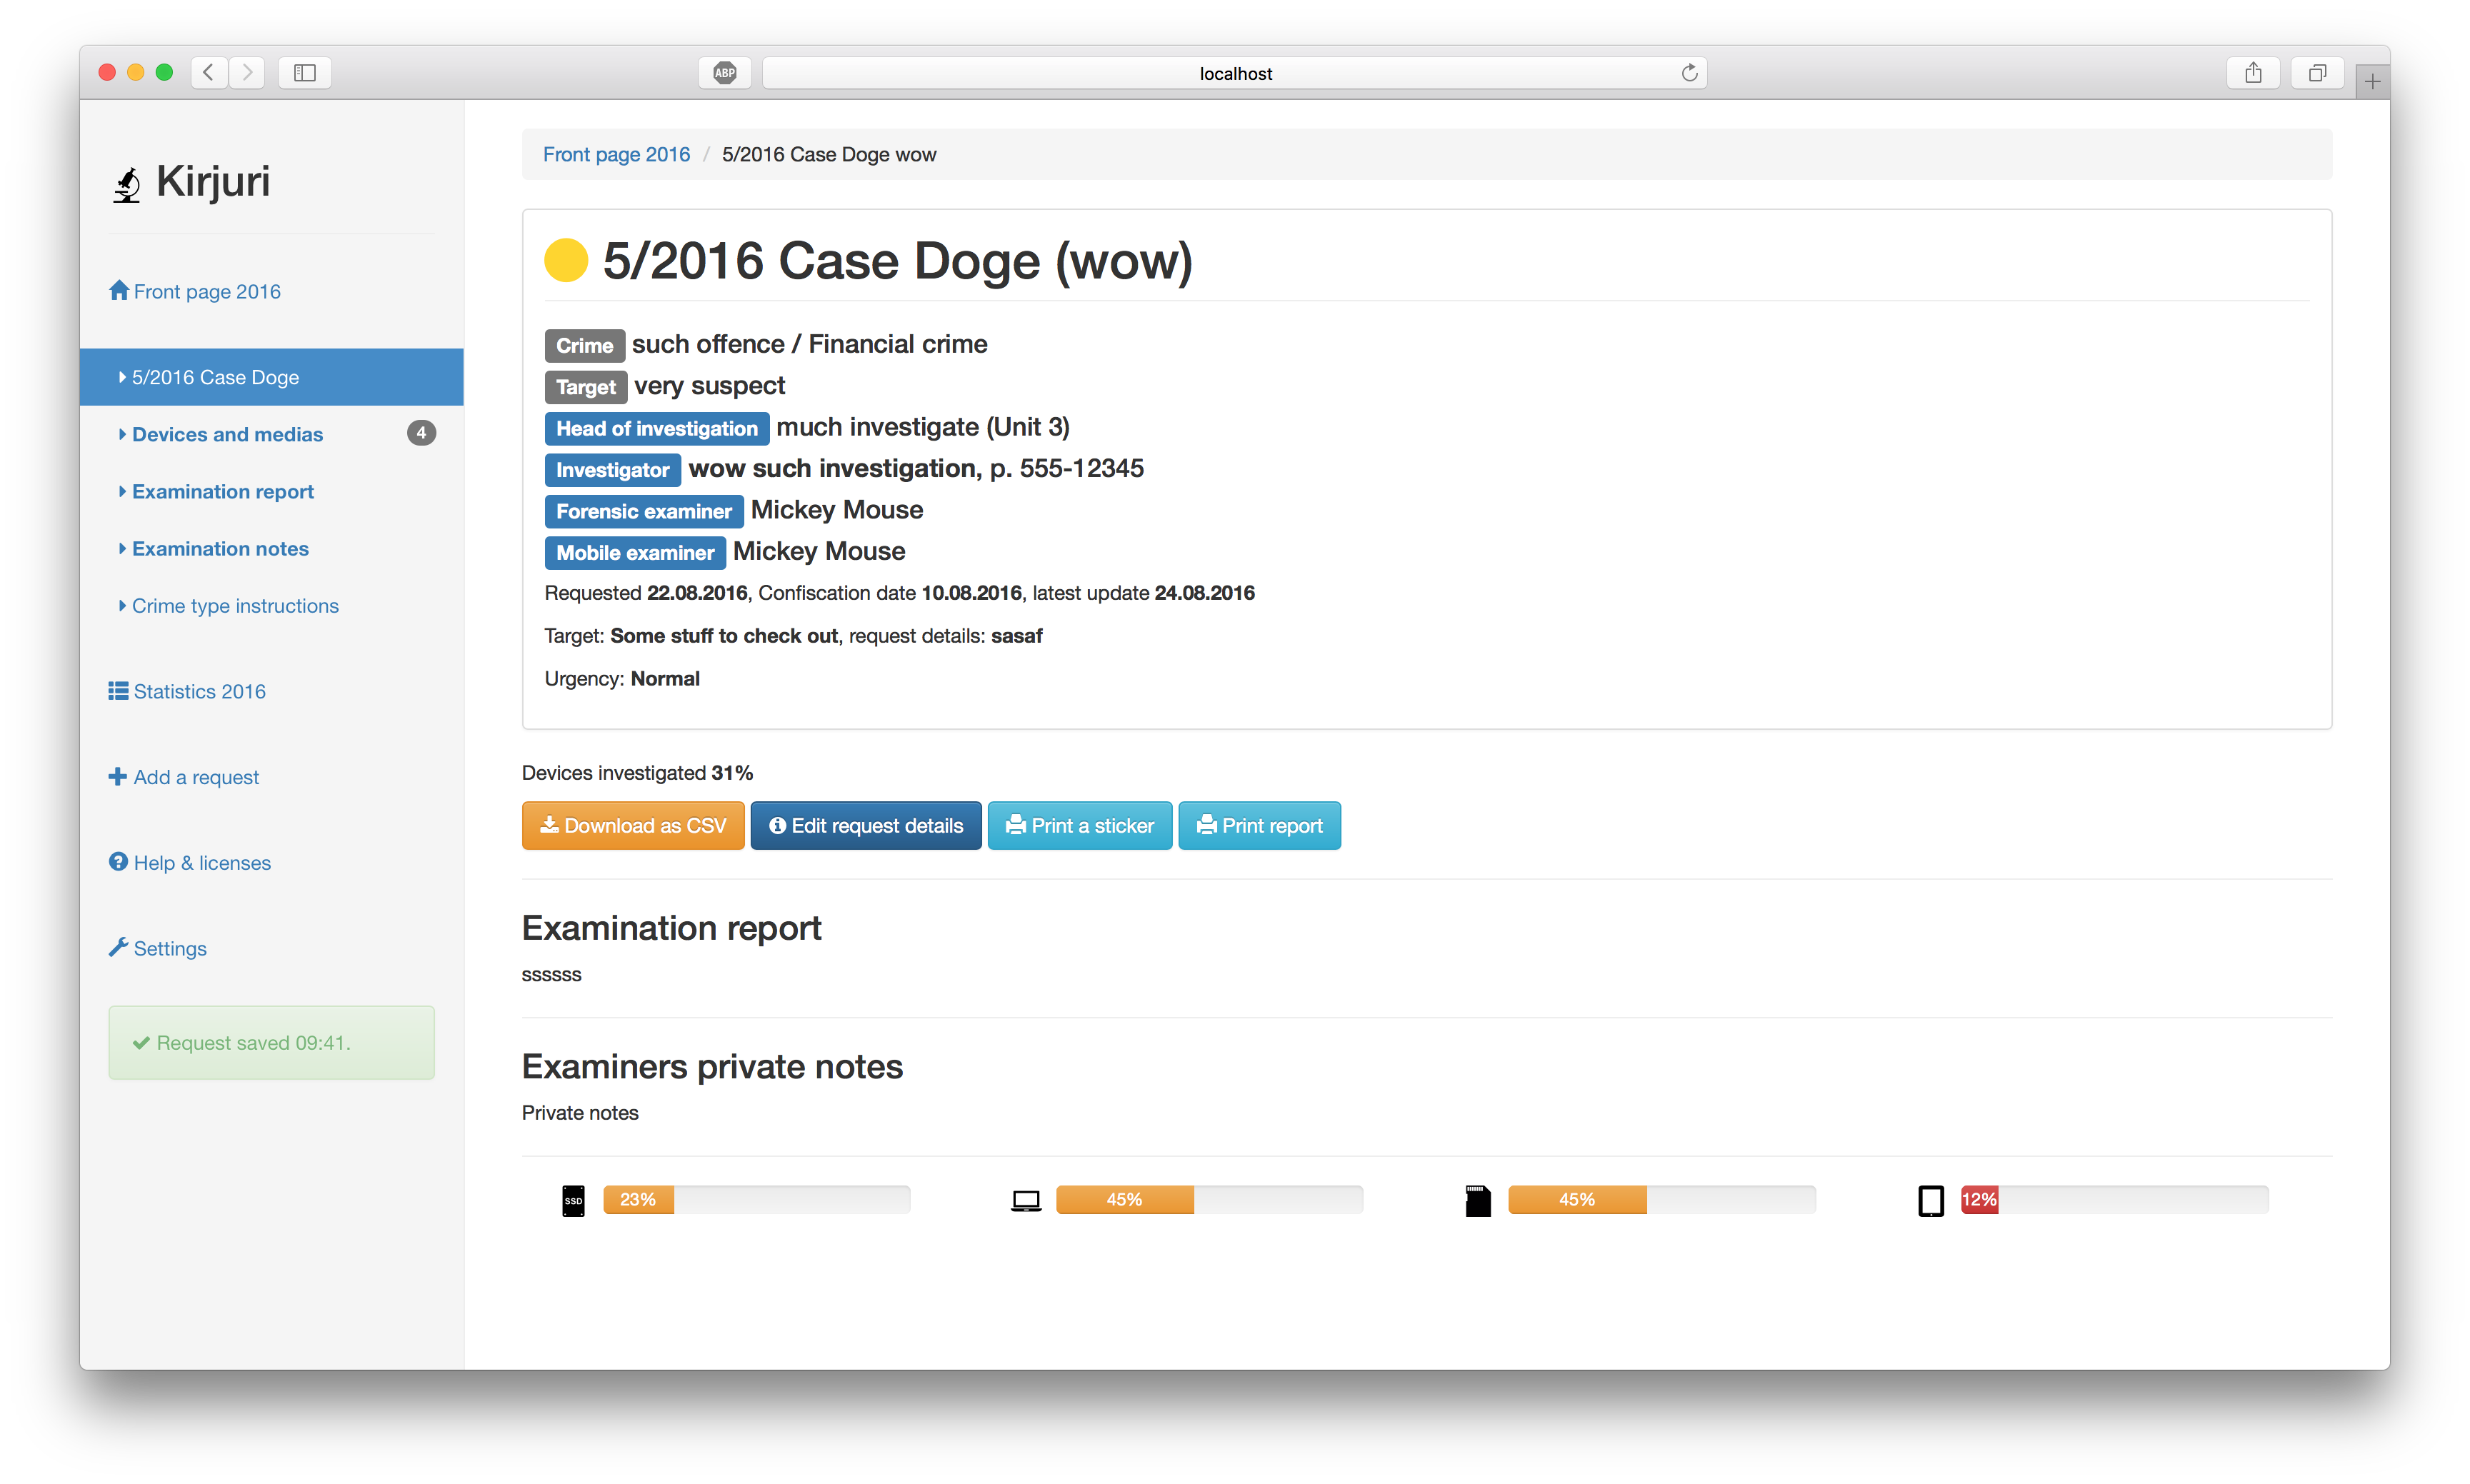 ABP
localhost
Kirjuri
Front page 2016
5/2016 Case Doge
Devices and medias 4
Examination report
Examination notes
Crime type instructions
Statistics 2016
Add a request
Help & licenses
Settings
Request saved 09:41.
Front page 2016 / 5/2016 Case Doge wow
5/2016 Case Doge (wow)
Crime such offence / Financial crime
Target very suspect
Head of investigation much investigate (Unit 3)
Investigator wow such investigation, p. 555-12345
Forensic examiner Mickey Mouse
Mobile examiner Mickey Mouse
Requested 22.08.2016, Confiscation date 10.08.2016, latest update 24.08.2016
Target: Some stuff to check out, request details: sasaf
Urgency: Normal
Devices investigated 31%
Download as CSV Edit request details Print a sticker Print report
Examination report
ssssss
Examiners private notes
Private notes
SSD 23% 45% 45% 12%